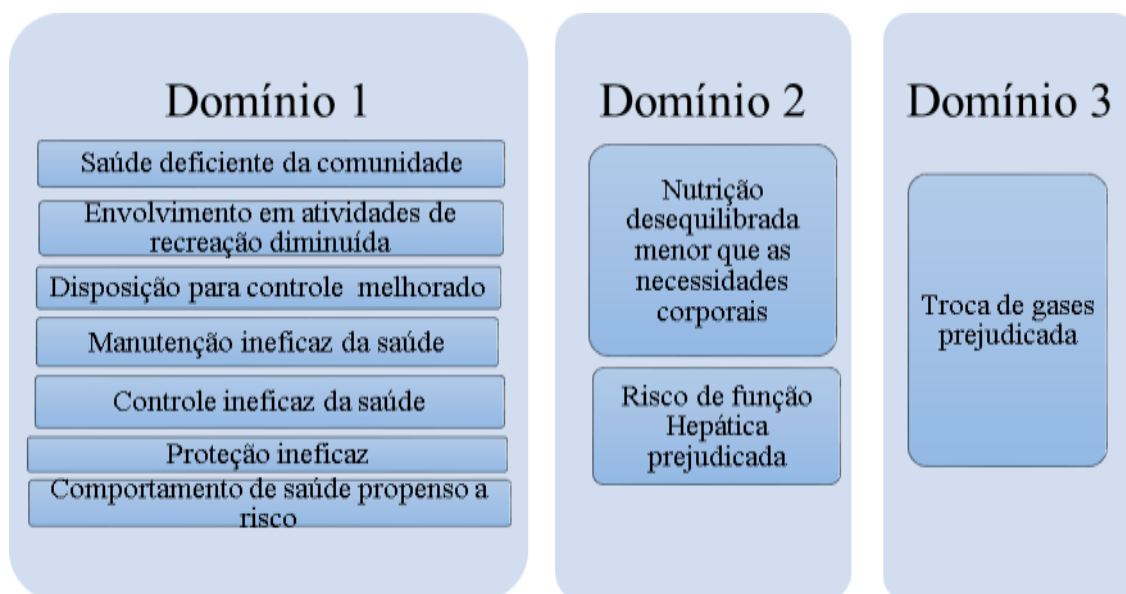 Domínio 1
Saúde deficiente da comunidade
Envolvimento em atividades de
recreação diminuída
Disposição para controle melhorado
Manutenção ineficaz da saúde
Controle ineficaz da saúde
Proteção ineficaz
Comportamento de saúde propenso a
risco
Domínio 2
Nutrição
desequilibrada
menor que as
necessidades
corporais
Risco de função
Hepática
prejudicada
Domínio 3
Troca de gases
prejudicada